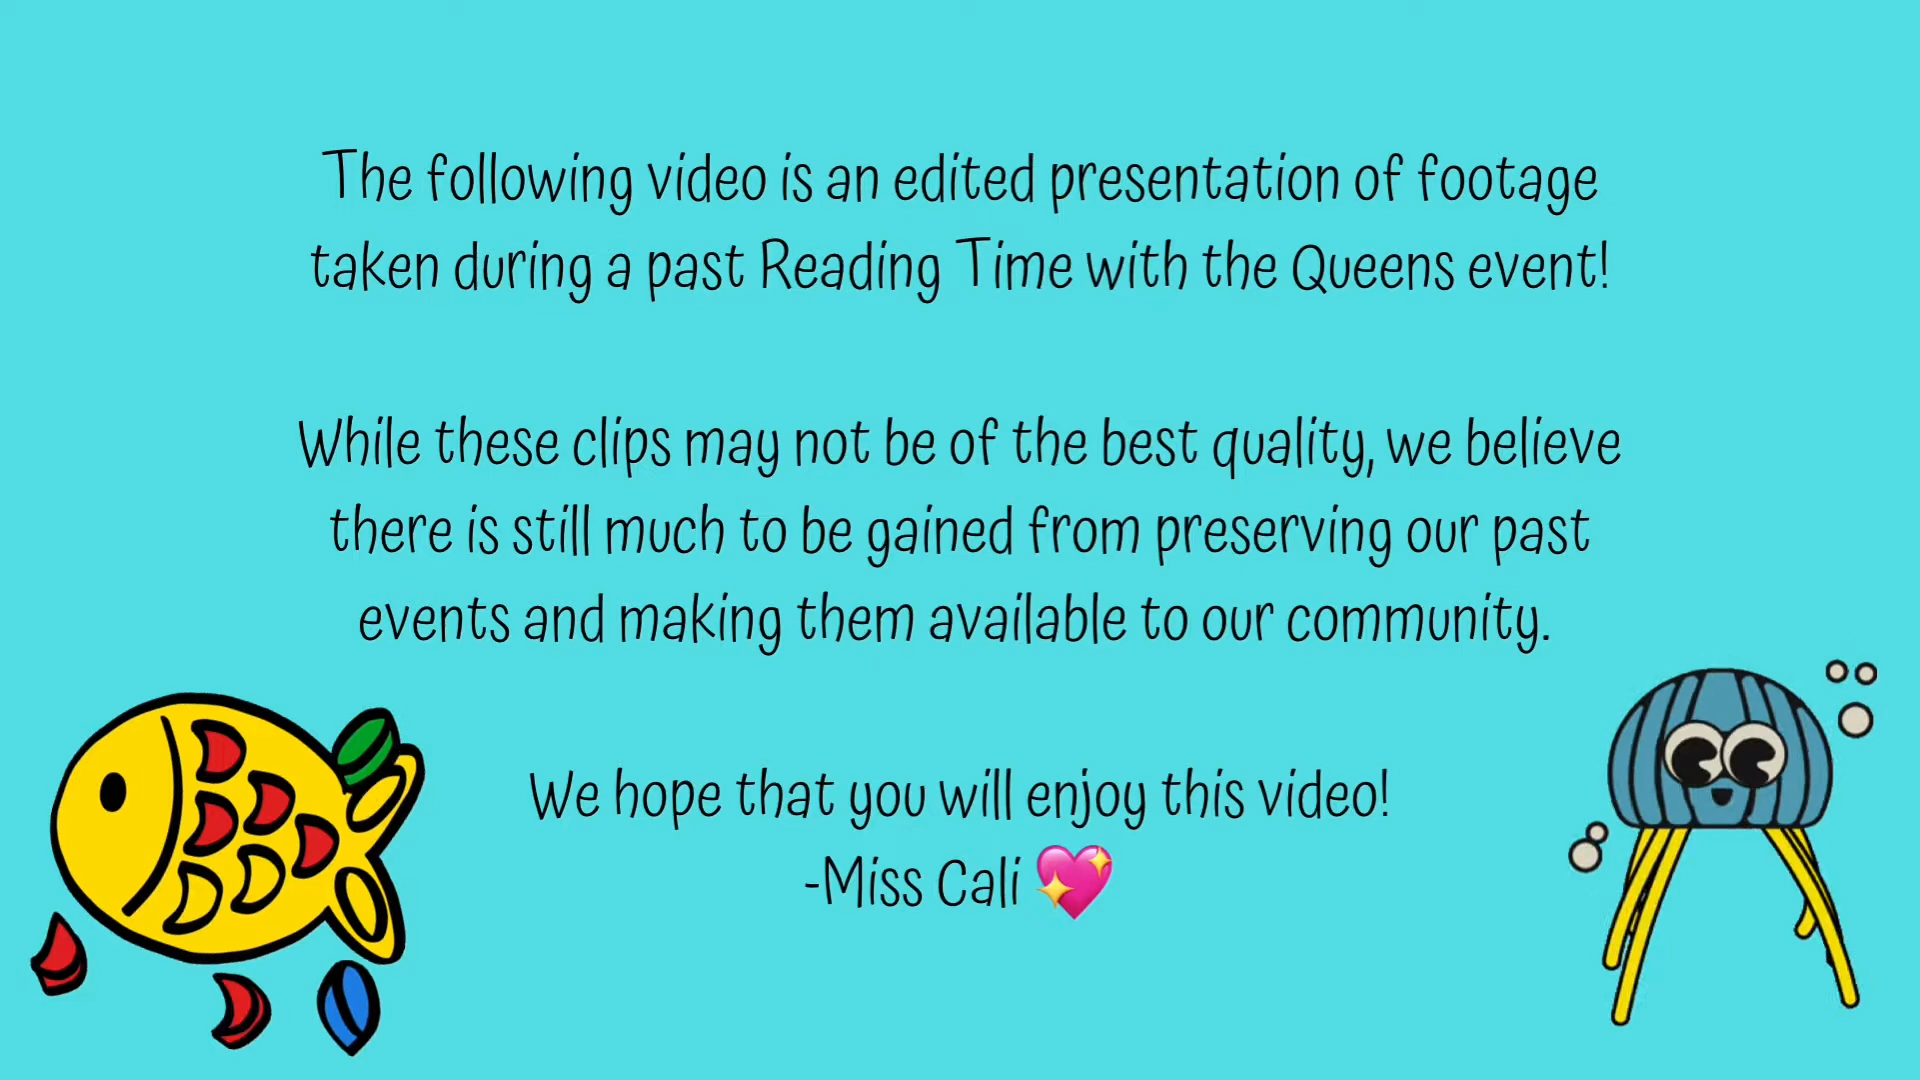 The following video is an edited presentation of footage
taken during a past Reading Time with the Queens event!
While these clips may not be of the best quality, we believe
there is still much to be gained from preserving our past
events and making them available to our community.
We hope that you will enjoy this video!
-Miss Cali 💖